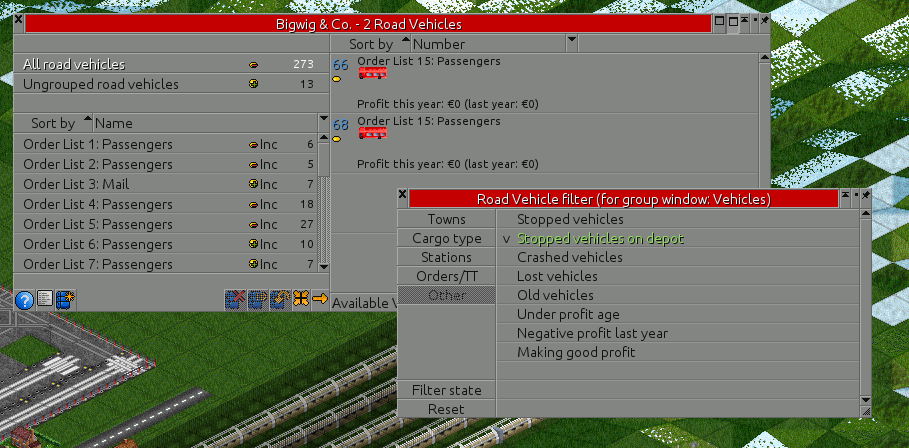 Bigwig & Co. - 2 Road Vehicles
Sort by Number
All road vehicles 273
Ungrouped road vehicles 13
Sort by Name
Order List 1: Passengers Inc 6
Order List 2: Passengers Inc 5
Order List 3: Mail Inc 7
Order List 4: Passengers Inc 18
Order List 5: Passengers Inc 27
Order List 6: Passengers Inc 10
Order List 7: Passengers Inc 7
66 Order List 15: Passengers
Profit this year: €0 (last year: €0)
68 Order List 15: Passengers
Profit this year: €0 (last year: €0)
Available V
Road Vehicle filter (for group window: Vehicles)
Towns
Cargo type
Stations
Orders/TT
Other
Filter state
Reset
Stopped vehicles
v Stopped vehicles on depot
Crashed vehicles
Lost vehicles
Old vehicles
Under profit age
Negative profit last year
Making good profit